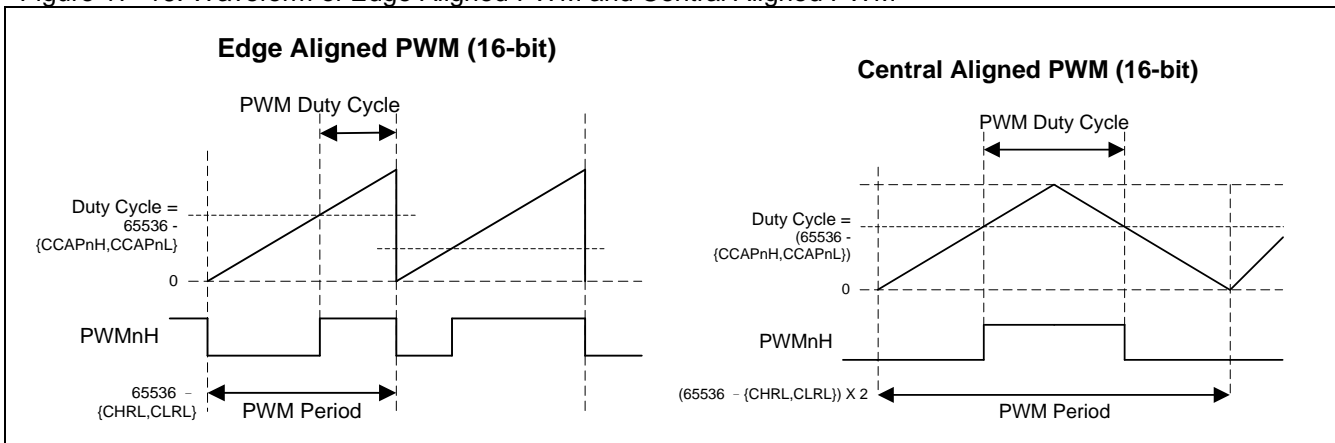 Edge Aligned PWM (16-bit)
PWM Duty Cycle
Duty Cycle =
65536 -
{CCAPnH,CCAPnL}
0
PWMnH
65536 –
{CHRL,CLRL}
PWM Period
Central Aligned PWM (16-bit)
PWM Duty Cycle
Duty Cycle =
(65536 -
{CCAPnH,CCAPnL})
0
PWMnH
(65536 – {CHRL,CLRL}) X 2
PWM Period